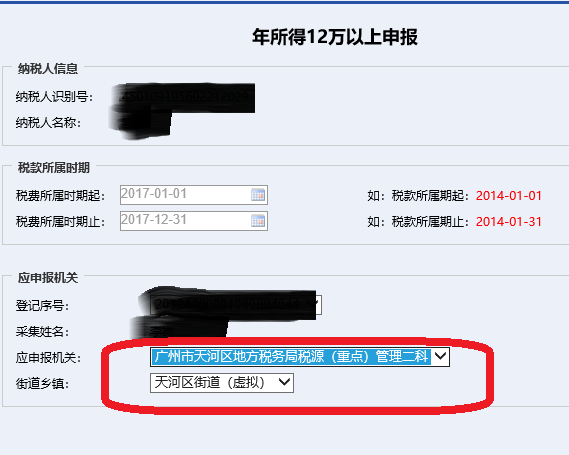 年所得12万以上申报
纳税人信息
纳税人识别号：
纳税人名称：
税款所属时期
税费所属时期起： 2017-01-01 如：税款所属期起：2014-01-01
税费所属时期止： 2017-12-31 如：税款所属期止：2014-01-31
应申报机关
登记序号：
采集姓名：
应申报机关： 广州市天河区地方税务局税源（重点）管理二科
街道乡镇： 天河区街道（虚拟）